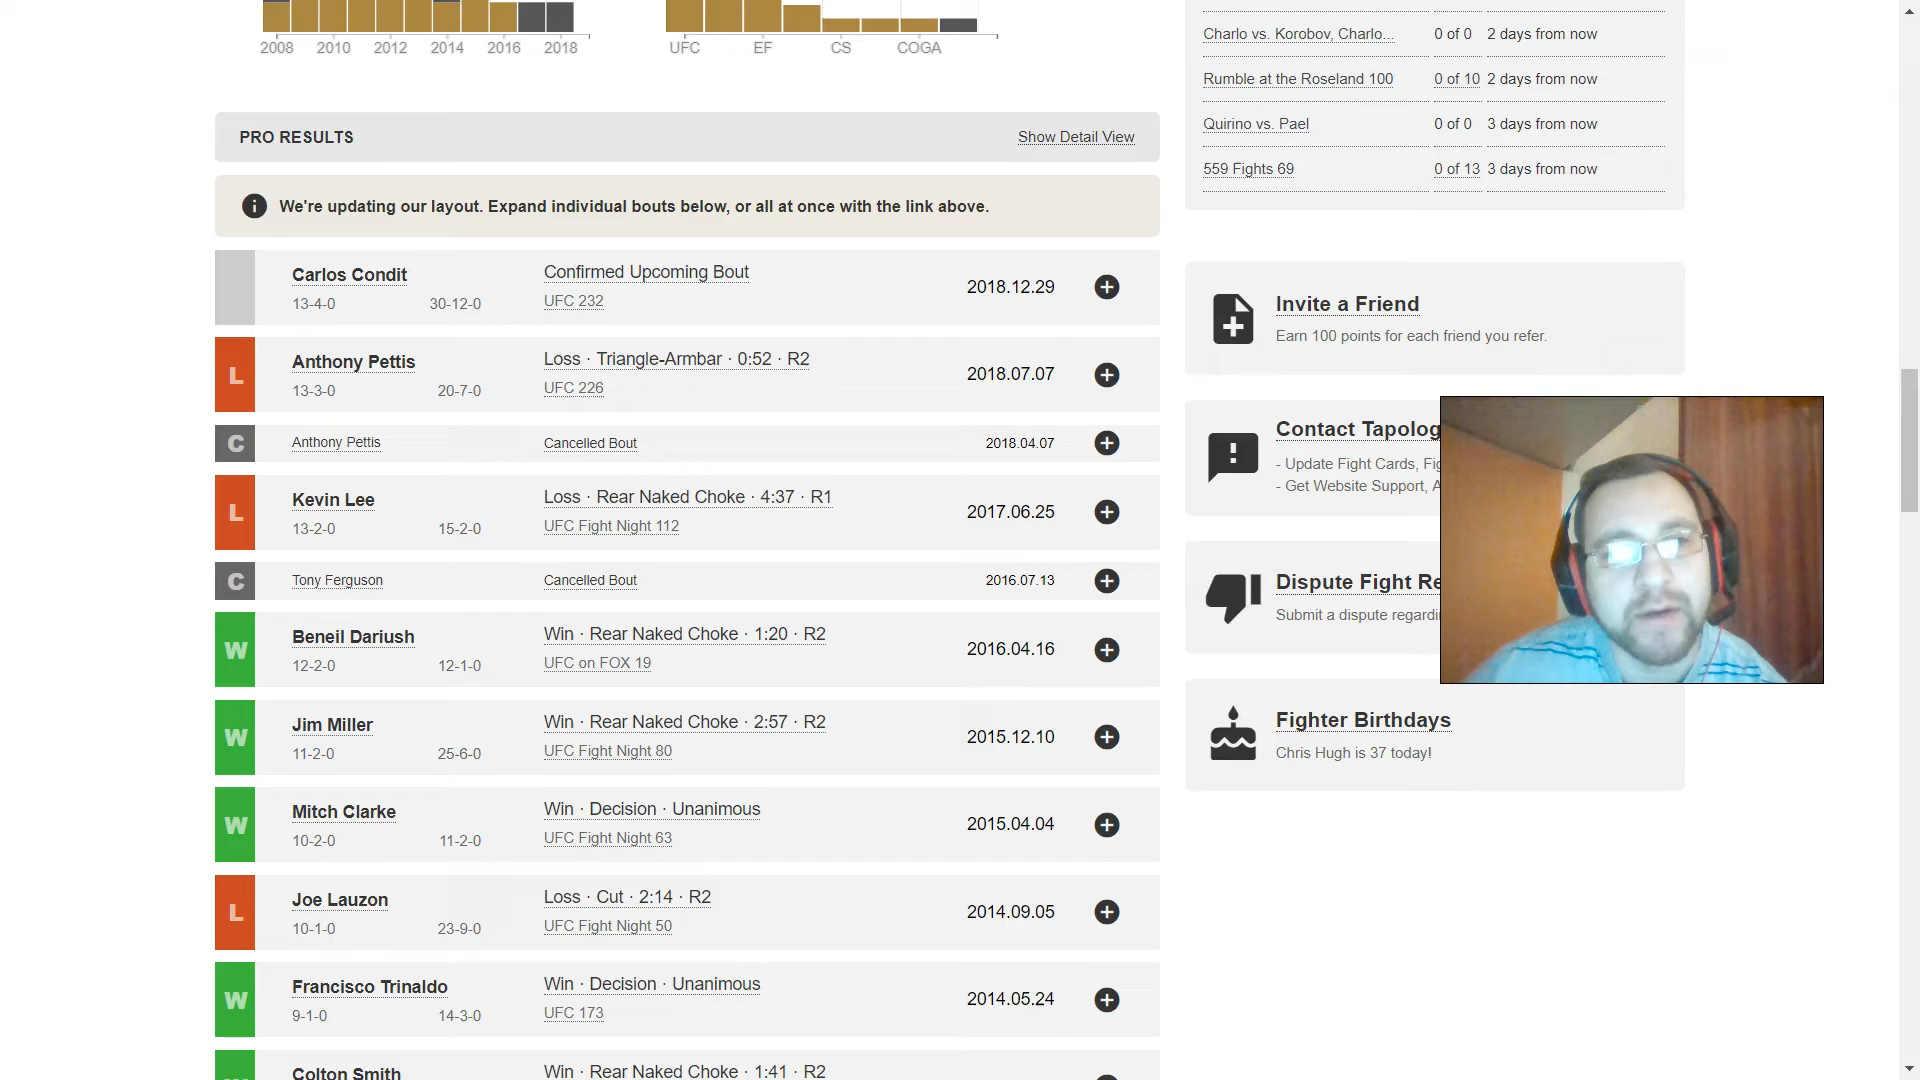 2008 2010 2012 2014 2016 2018
UFC EF CS COGA
PRO RESULTS
Show Detail View
We're updating our layout. Expand individual bouts below, or all at once with the link above.
Carlos Condit
13-4-0 30-12-0
Confirmed Upcoming Bout
UFC 232
2018.12.29
L
Anthony Pettis
13-3-0 20-7-0
Loss · Triangle-Armbar · 0:52 · R2
UFC 226
2018.07.07
C
Anthony Pettis
Cancelled Bout
2018.04.07
L
Kevin Lee
13-2-0 15-2-0
Loss · Rear Naked Choke · 4:37 · R1
UFC Fight Night 112
2017.06.25
C
Tony Ferguson
Cancelled Bout
2016.07.13
W
Beneil Dariush
12-2-0 12-1-0
Win · Rear Naked Choke · 1:20 · R2
UFC on FOX 19
2016.04.16
W
Jim Miller
11-2-0 25-6-0
Win · Rear Naked Choke · 2:57 · R2
UFC Fight Night 80
2015.12.10
W
Mitch Clarke
10-2-0 11-2-0
Win · Decision · Unanimous
UFC Fight Night 63
2015.04.04
L
Joe Lauzon
10-1-0 23-9-0
Loss · Cut · 2:14 · R2
UFC Fight Night 50
2014.09.05
W
Francisco Trinaldo
9-1-0 14-3-0
Win · Decision · Unanimous
UFC 173
2014.05.24
Colton Smith
Win · Rear Naked Choke · 1:41 · R2
Charlo vs. Korobov, Charlo... 0 of 0 2 days from now
Rumble at the Roseland 100 0 of 10 2 days from now
Quirino vs. Pael 0 of 0 3 days from now
559 Fights 69 0 of 13 3 days from now
Invite a Friend
Earn 100 points for each friend you refer.
Contact Tapolog
- Update Fight Cards, Fig
- Get Website Support, A
Dispute Fight Re
Submit a dispute regardi
Fighter Birthdays
Chris Hugh is 37 today!